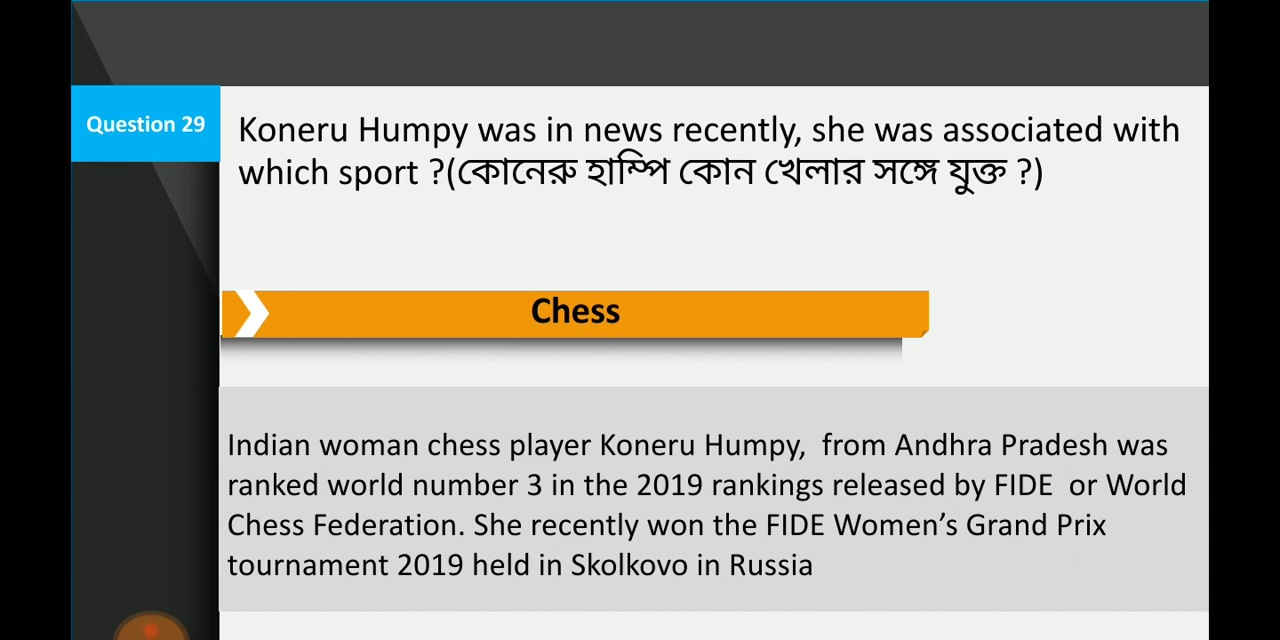 Question 29
Koneru Humpy was in news recently, she was associated with
which sport ?(কোনেরু হাম্পি কোন খেলার সঙ্গে যুক্ত ?)
Chess
Indian woman chess player Koneru Humpy,  from Andhra Pradesh was
ranked world number 3 in the 2019 rankings released by FIDE  or World
Chess Federation. She recently won the FIDE Women’s Grand Prix
tournament 2019 held in Skolkovo in Russia